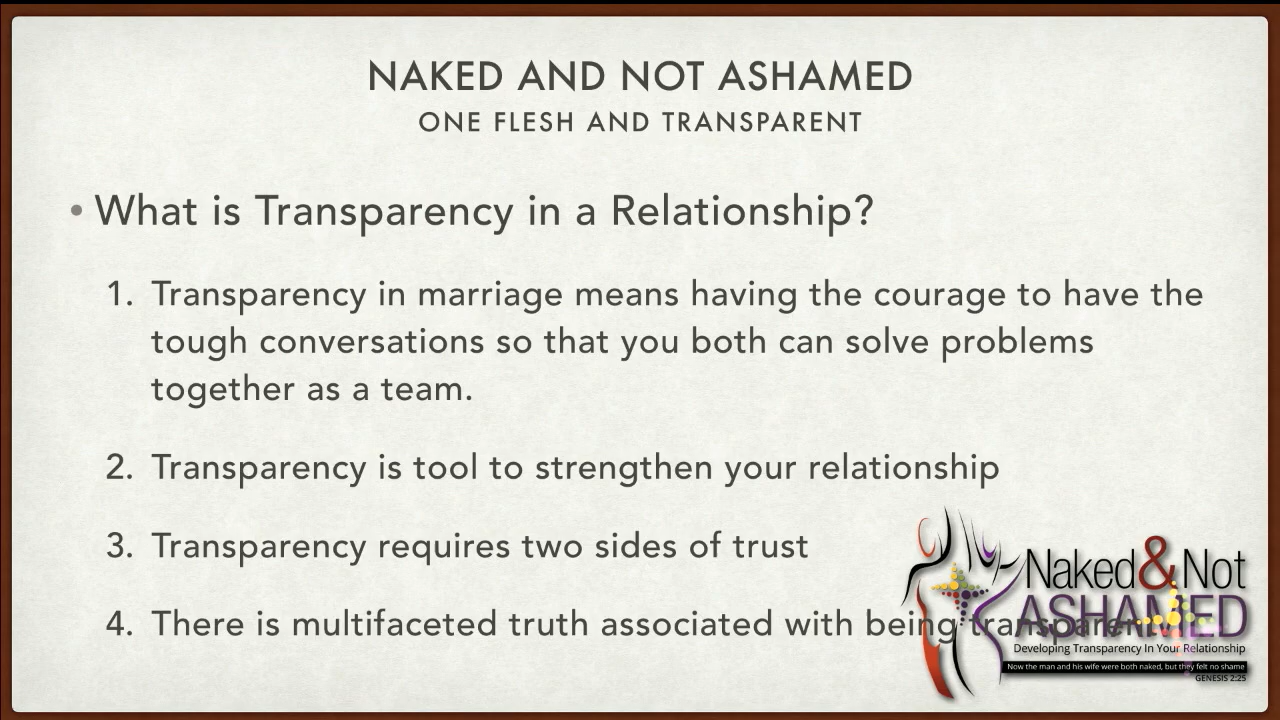 NAKED AND NOT ASHAMED
ONE FLESH AND TRANSPARENT
• What is Transparency in a Relationship?
1. Transparency in marriage means having the courage to have the
tough conversations so that you both can solve problems
together as a team.
2. Transparency is tool to strengthen your relationship
3. Transparency requires two sides of trust
4. There is multifaceted truth associated with being transparent
Naked & Not
ASHAMED
Developing Transparency In Your Relationship
Now the man and his wife were both naked, but they felt no shame
GENESIS 2:25